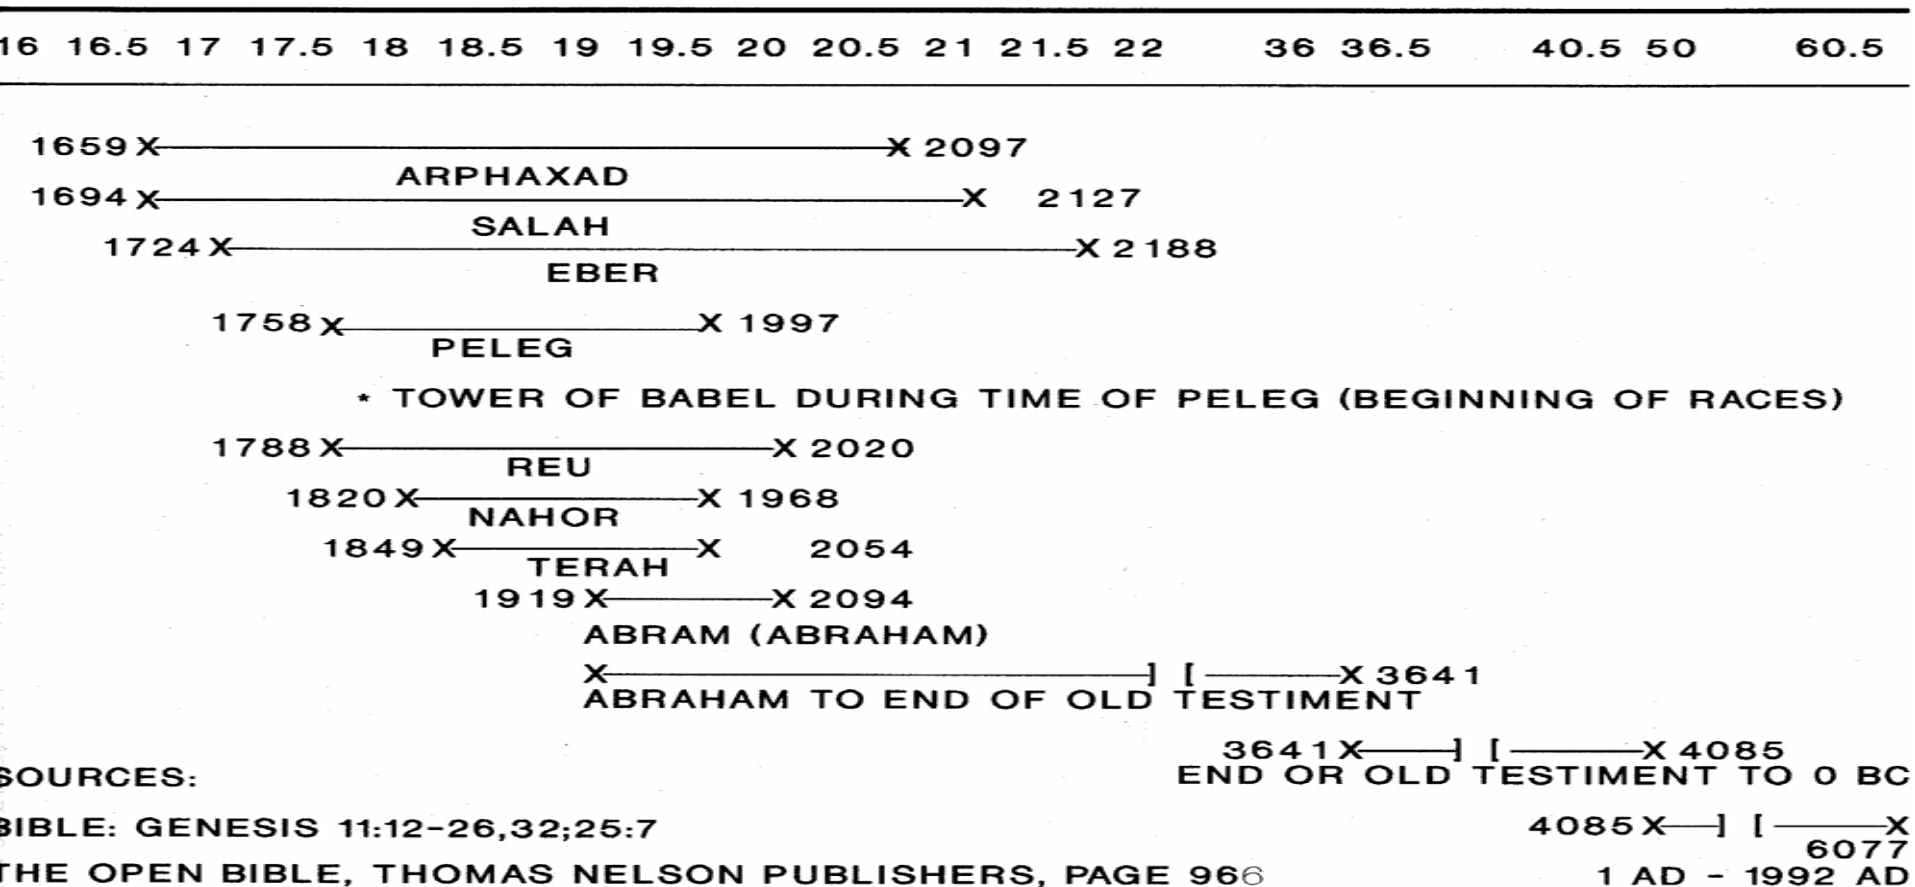 16 16.5 17 17.5 18 18.5 19 19.5 20 20.5 21 21.5 22 36 36.5 40.5 50 60.5
1659 X X 2097
ARPHAXAD
1694 X X 2127
SALAH
1724 X X 2188
EBER
1758 X X 1997
PELEG
* TOWER OF BABEL DURING TIME OF PELEG (BEGINNING OF RACES)
1788 X X 2020
REU
1820 X X 1968
NAHOR
1849 X X 2054
TERAH
1919 X X 2094
ABRAM (ABRAHAM)
X ] [ X 3641
ABRAHAM TO END OF OLD TESTIMENT
3641 X ] [ X 4085
END OR OLD TESTIMENT TO 0 BC
SOURCES:
BIBLE: GENESIS 11:12-26,32;25:7
4085 X ] [ X
6077
THE OPEN BIBLE, THOMAS NELSON PUBLISHERS, PAGE 966
1 AD - 1992 AD